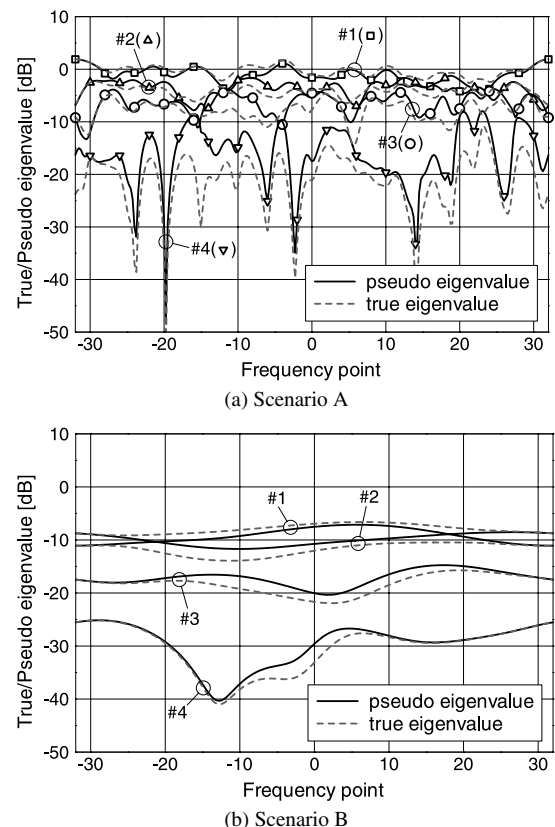 10
0
-10
-20
-30
-40
-50
True/Pseudo eigenvalue [dB]
#2(△)
#1(□)
#3(○)
#4(▽)
pseudo eigenvalue
true eigenvalue
-30 -20 -10 0 10 20 30
Frequency point
(a) Scenario A
10
0
-10
-20
-30
-40
-50
True/Pseudo eigenvalue [dB]
#1
#2
#3
#4
pseudo eigenvalue
true eigenvalue
-30 -20 -10 0 10 20 30
Frequency point
(b) Scenario B